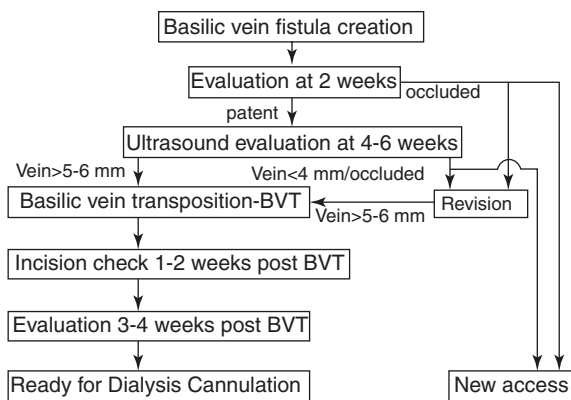 Basilic vein fistula creation
Evaluation at 2 weeks
occluded
patent
Ultrasound evaluation at 4-6 weeks
Vein>5-6 mm
Vein<4 mm/occluded
Basilic vein transposition-BVT
Revision
Vein>5-6 mm
Incision check 1-2 weeks post BVT
Evaluation 3-4 weeks post BVT
Ready for Dialysis Cannulation
New access